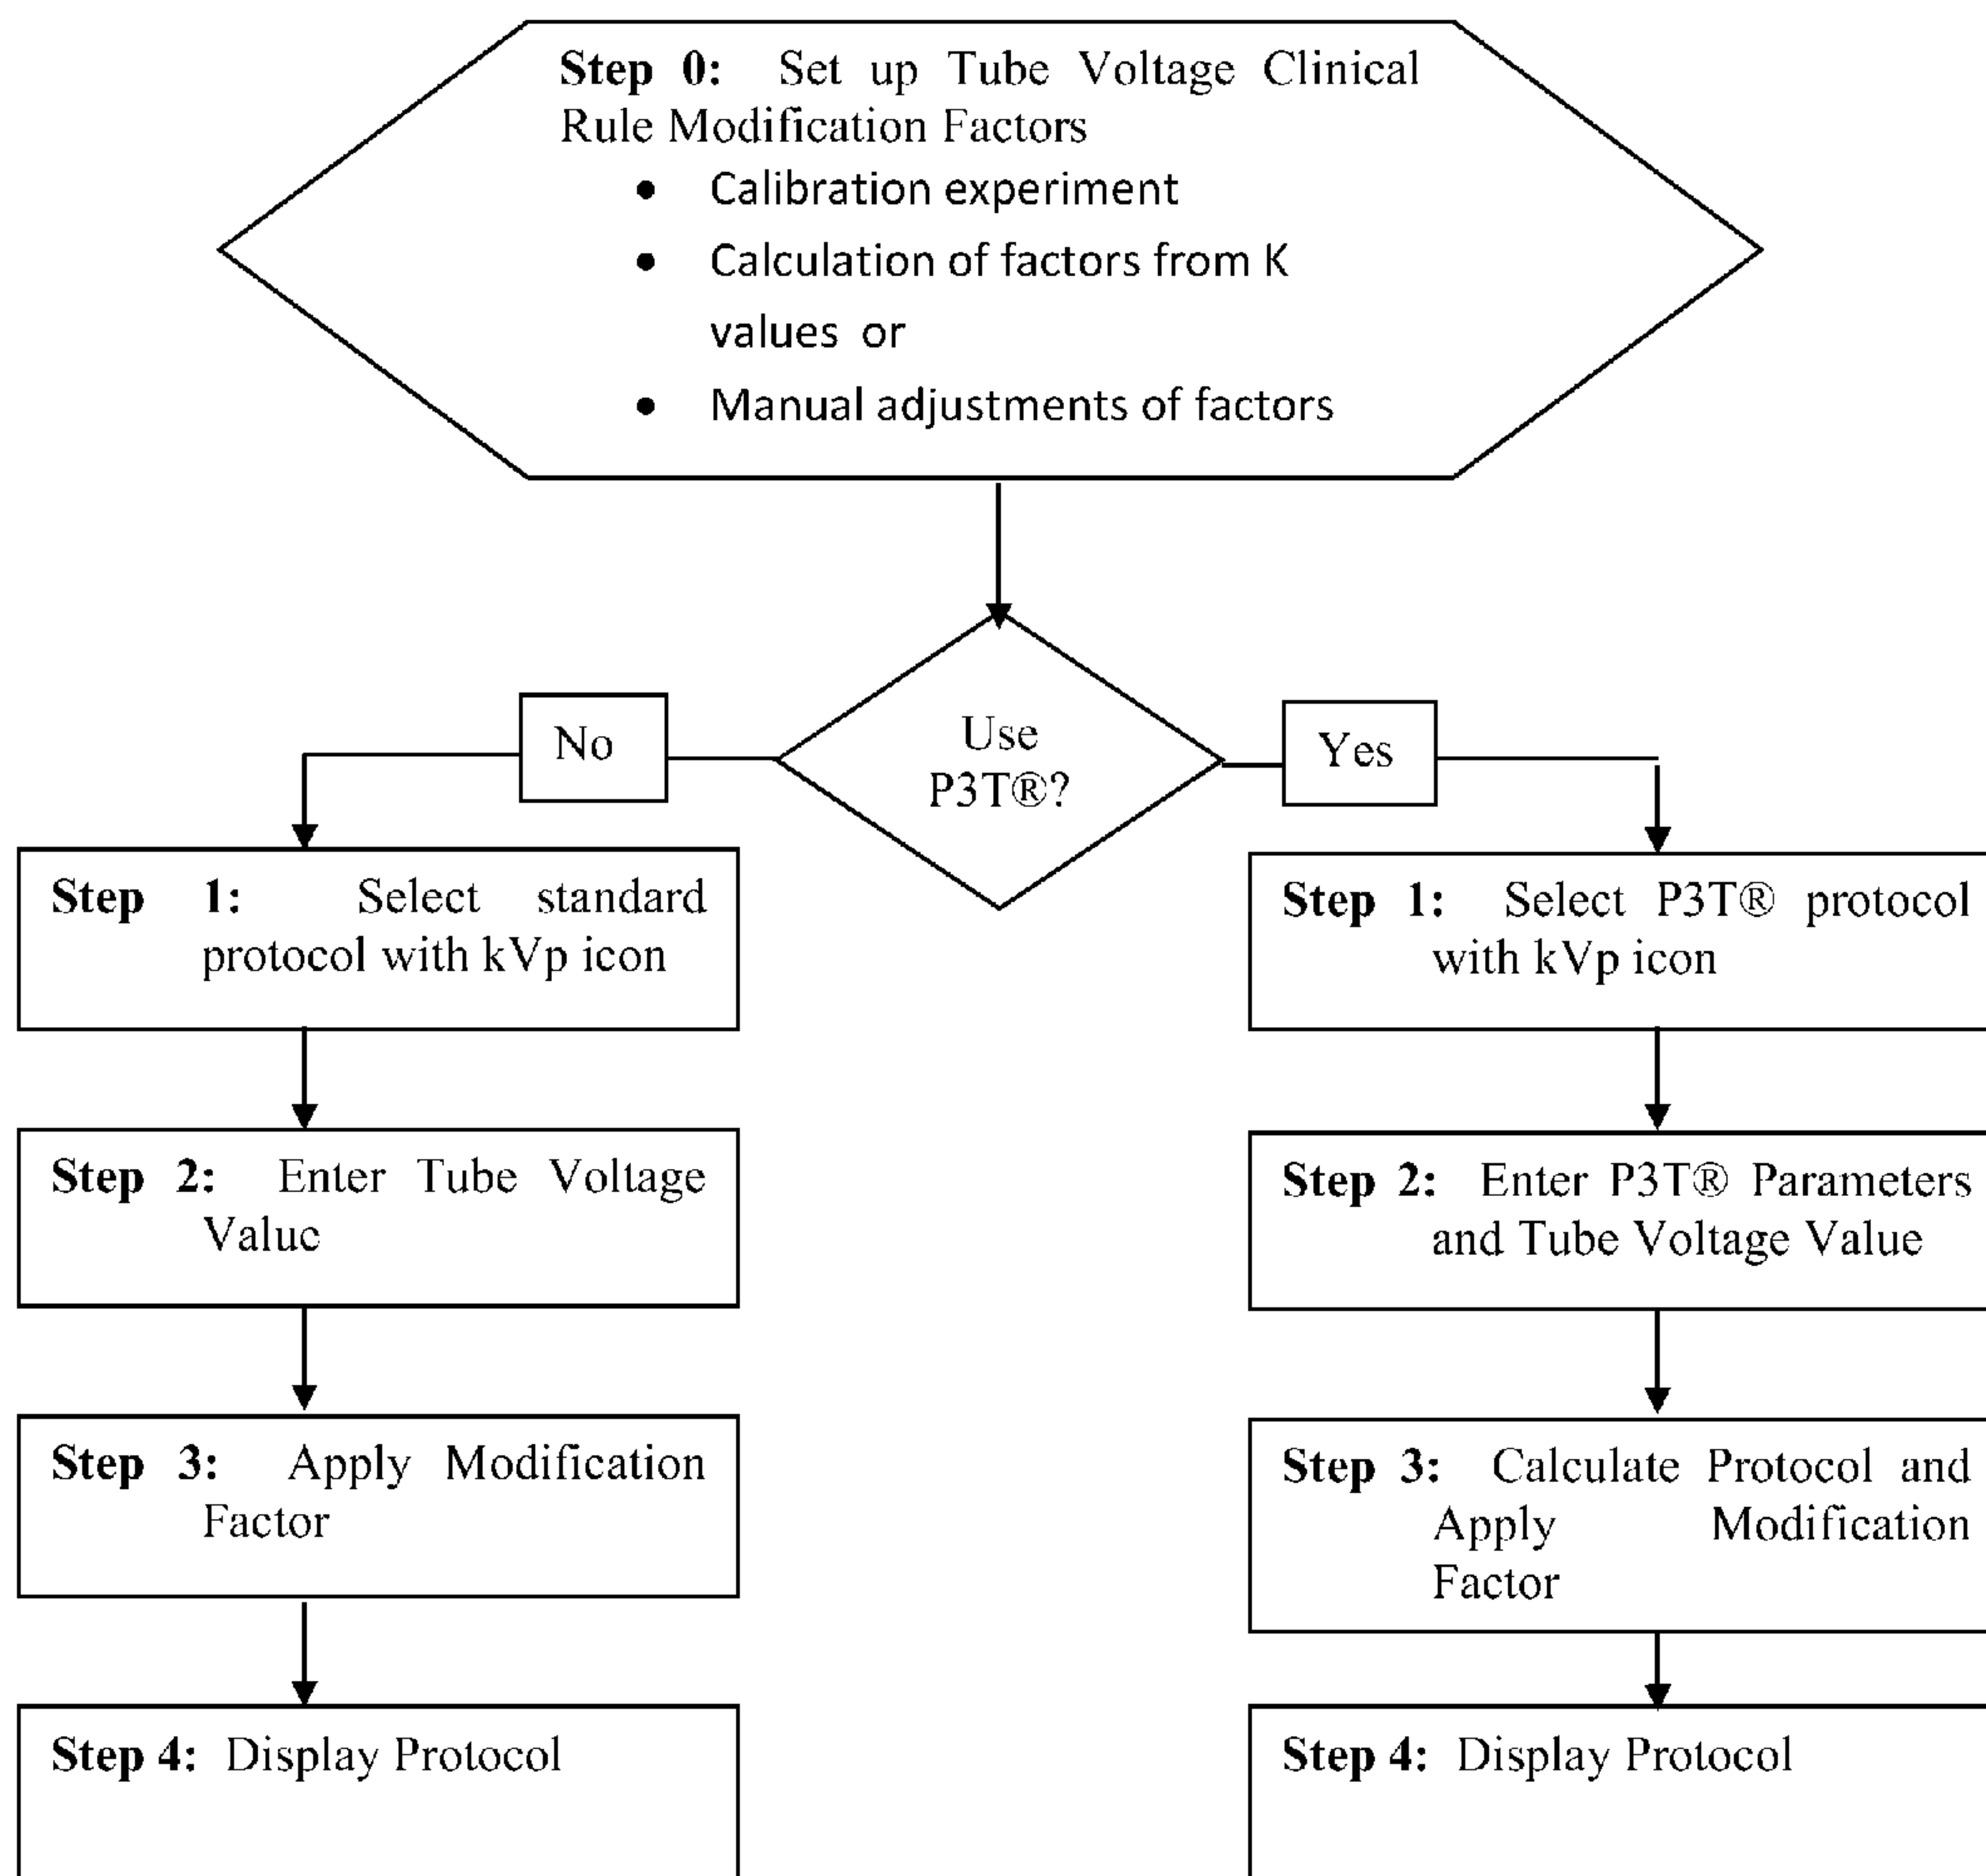 Step 0: Set up Tube Voltage Clinical
Rule Modification Factors
• Calibration experiment
• Calculation of factors from K
values or
• Manual adjustments of factors
Use
P3T®?
No
Yes
Step 1: Select standard
protocol with kVp icon
Step 2: Enter Tube Voltage
Value
Step 3: Apply Modification
Factor
Step 4: Display Protocol
Step 1: Select P3T® protocol
with kVp icon
Step 2: Enter P3T® Parameters
and Tube Voltage Value
Step 3: Calculate Protocol and
Apply Modification
Factor
Step 4: Display Protocol